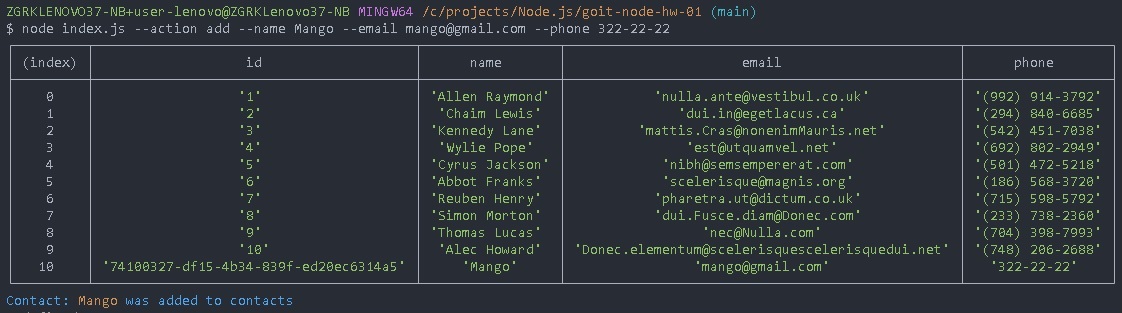 ZGRKLENOVO37-NB+user-lenovo@ZGRKLenovo37-NB MINGW64 /c/projects/Node.js/goit-node-hw-01 (main)
$ node index.js --action add --name Mango --email mango@gmail.com --phone 322-22-22
(index) id name email phone
0 '1' 'Allen Raymond' 'nulla.ante@vestibul.co.uk' '(992) 914-3792'
1 '2' 'Chaim Lewis' 'dui.in@egetlacus.ca' '(294) 840-6685'
2 '3' 'Kennedy Lane' 'mattis.Cras@nonenimMauris.net' '(542) 451-7038'
3 '4' 'Wylie Pope' 'est@utquamvel.net' '(692) 802-2949'
4 '5' 'Cyrus Jackson' 'nibh@semsempererat.com' '(501) 472-5218'
5 '6' 'Abbot Franks' 'scelerisque@magnis.org' '(186) 568-3720'
6 '7' 'Reuben Henry' 'pharetra.ut@dictum.co.uk' '(715) 598-5792'
7 '8' 'Simon Morton' 'dui.Fusce.diam@Donec.com' '(233) 738-2360'
8 '9' 'Thomas Lucas' 'nec@Nulla.com' '(704) 398-7993'
9 '10' 'Alec Howard' 'Donec.elementum@scelerisquescelerisquedui.net' '(748) 206-2688'
10 '74100327-df15-4b34-839f-ed20ec6314a5' 'Mango' 'mango@gmail.com' '322-22-22'
Contact: Mango was added to contacts